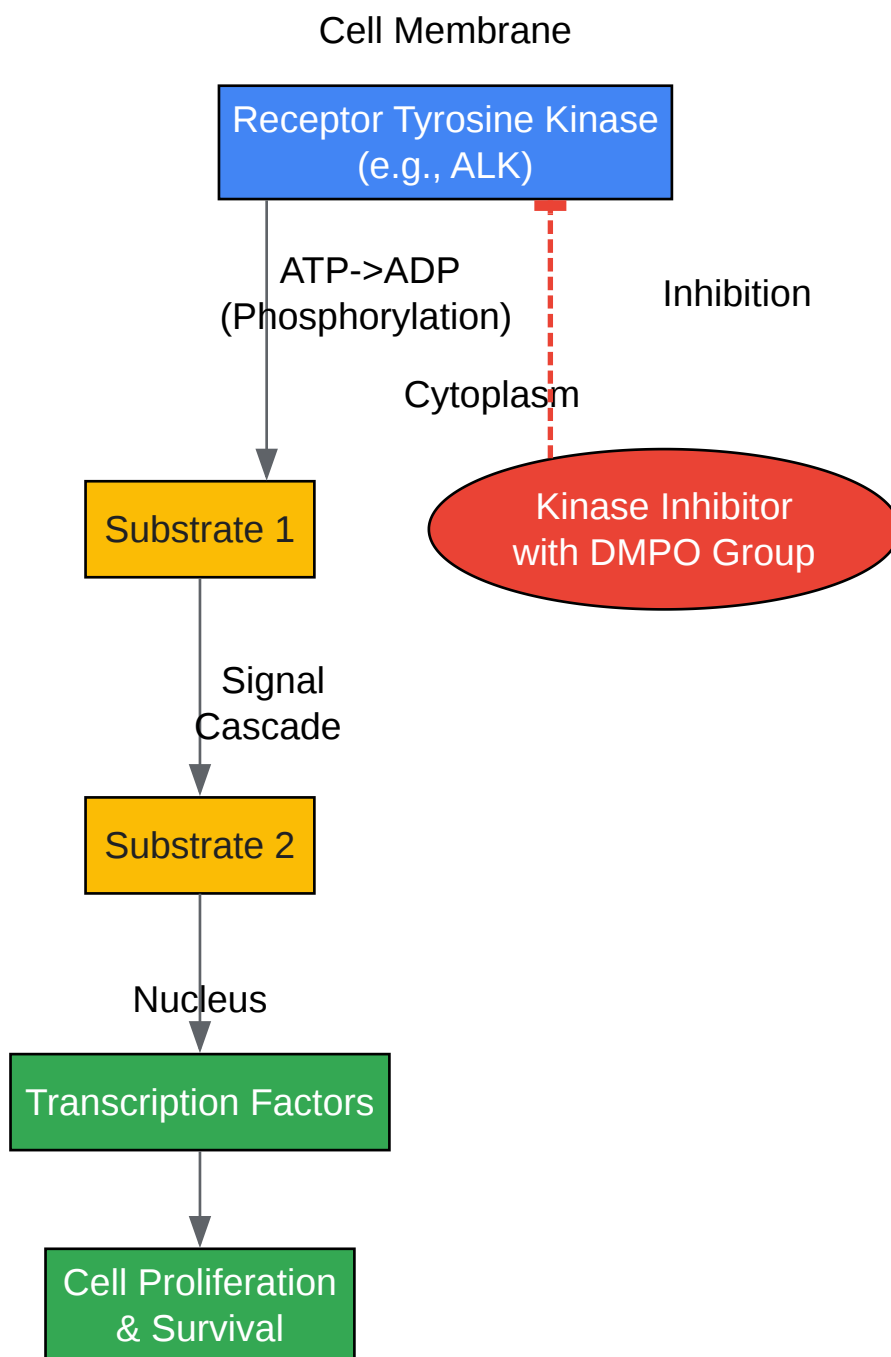 Cell Membrane
Receptor Tyrosine Kinase
(e.g., ALK)
ATP->ADP
(Phosphorylation)
Inhibition
Cytoplasm
Substrate 1
Kinase Inhibitor
with DMPO Group
Signal
Cascade
Substrate 2
Nucleus
Transcription Factors
Cell Proliferation
& Survival